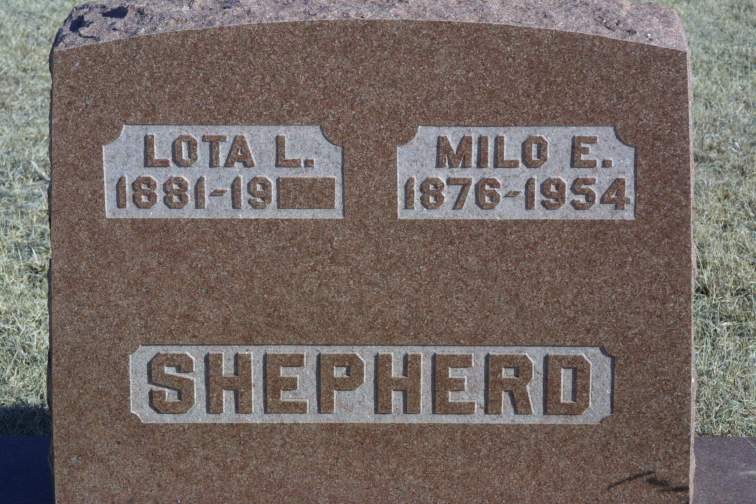 LOTA L.
1881-19
MILO E.
1876-1954
SHEPHERD